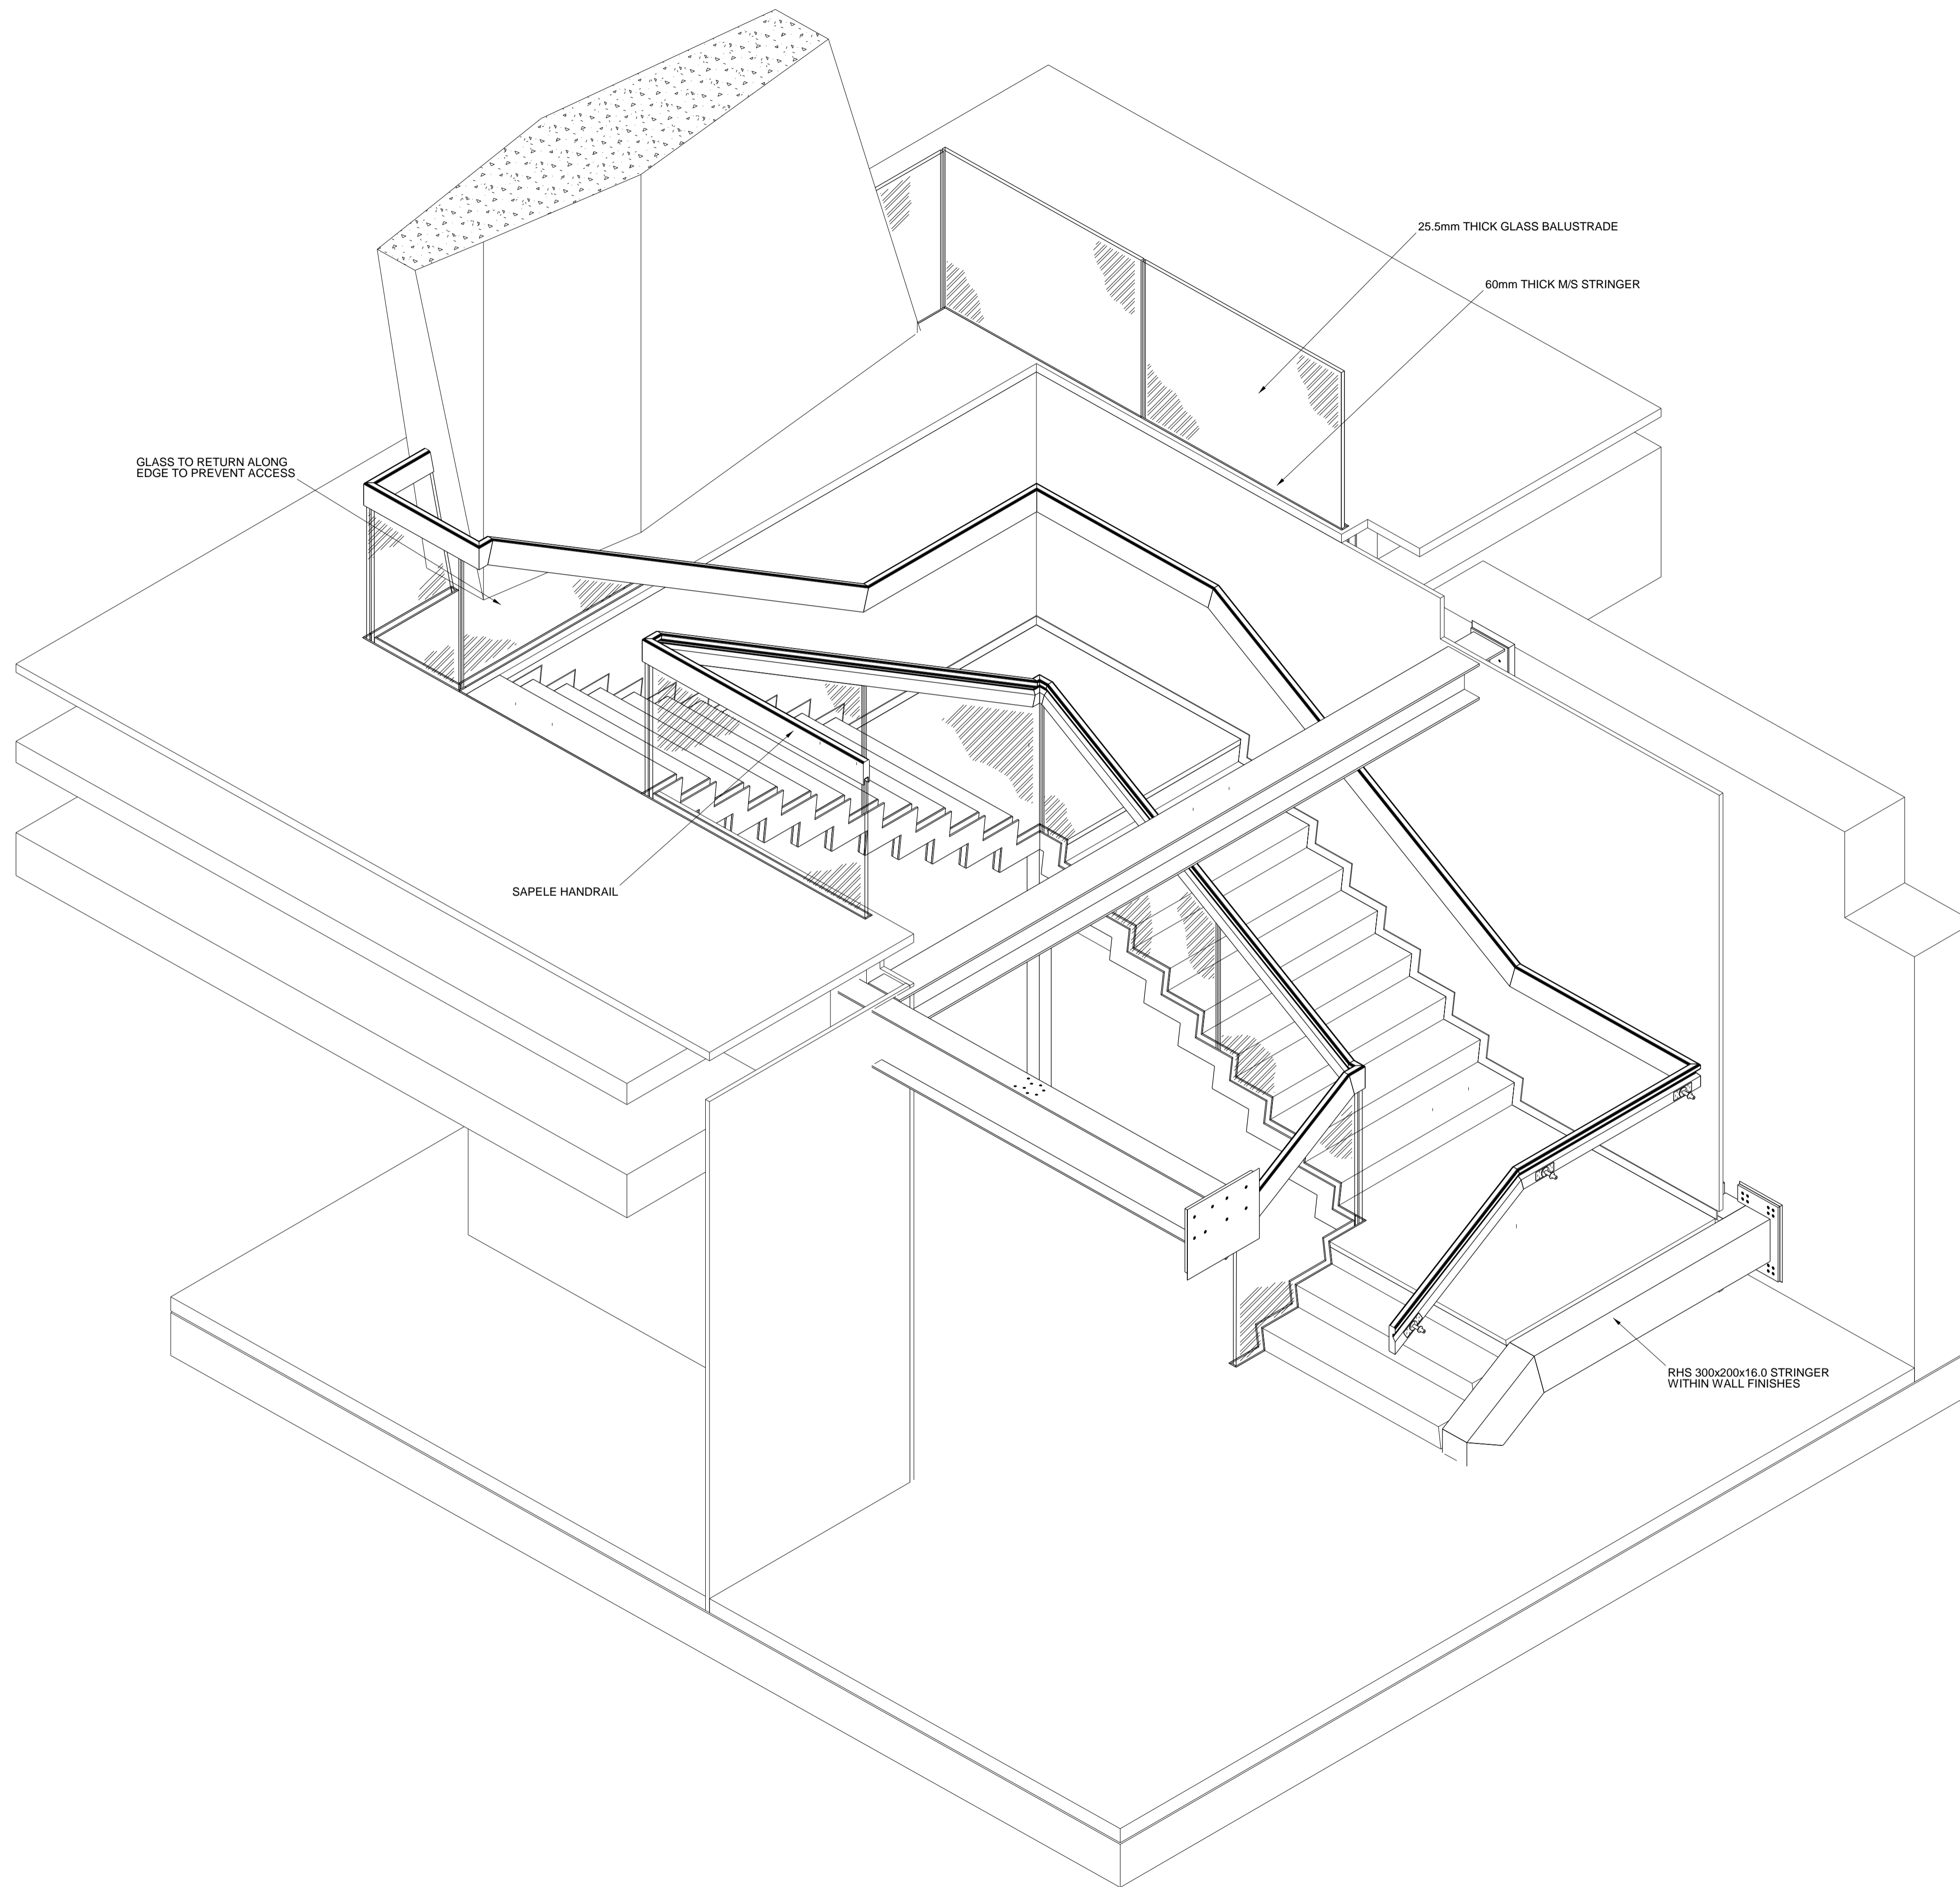 25.5mm THICK GLASS BALUSTRADE
60mm THICK M/S STRINGER
GLASS TO RETURN ALONG
EDGE TO PREVENT ACCESS
SAPELE HANDRAIL
RHS 300x200x16.0 STRINGER
WITHIN WALL FINISHES